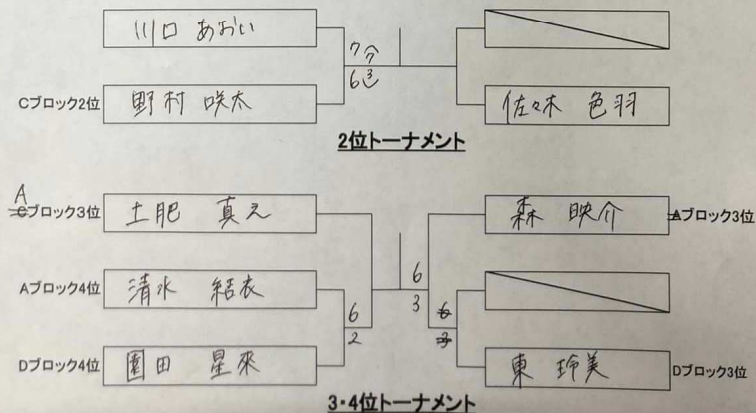 川口 あおい
7 7
6 3
Cブロック2位 野村 咲太
佐々木 色羽
2位トーナメント
A
Cブロック3位 土肥 真之
森 映介 Aブロック3位
Aブロック4位 清水 結衣
6
3
6
2
6
3
Dブロック4位 園田 星來
東 玲美 Dブロック3位
3・4位トーナメント